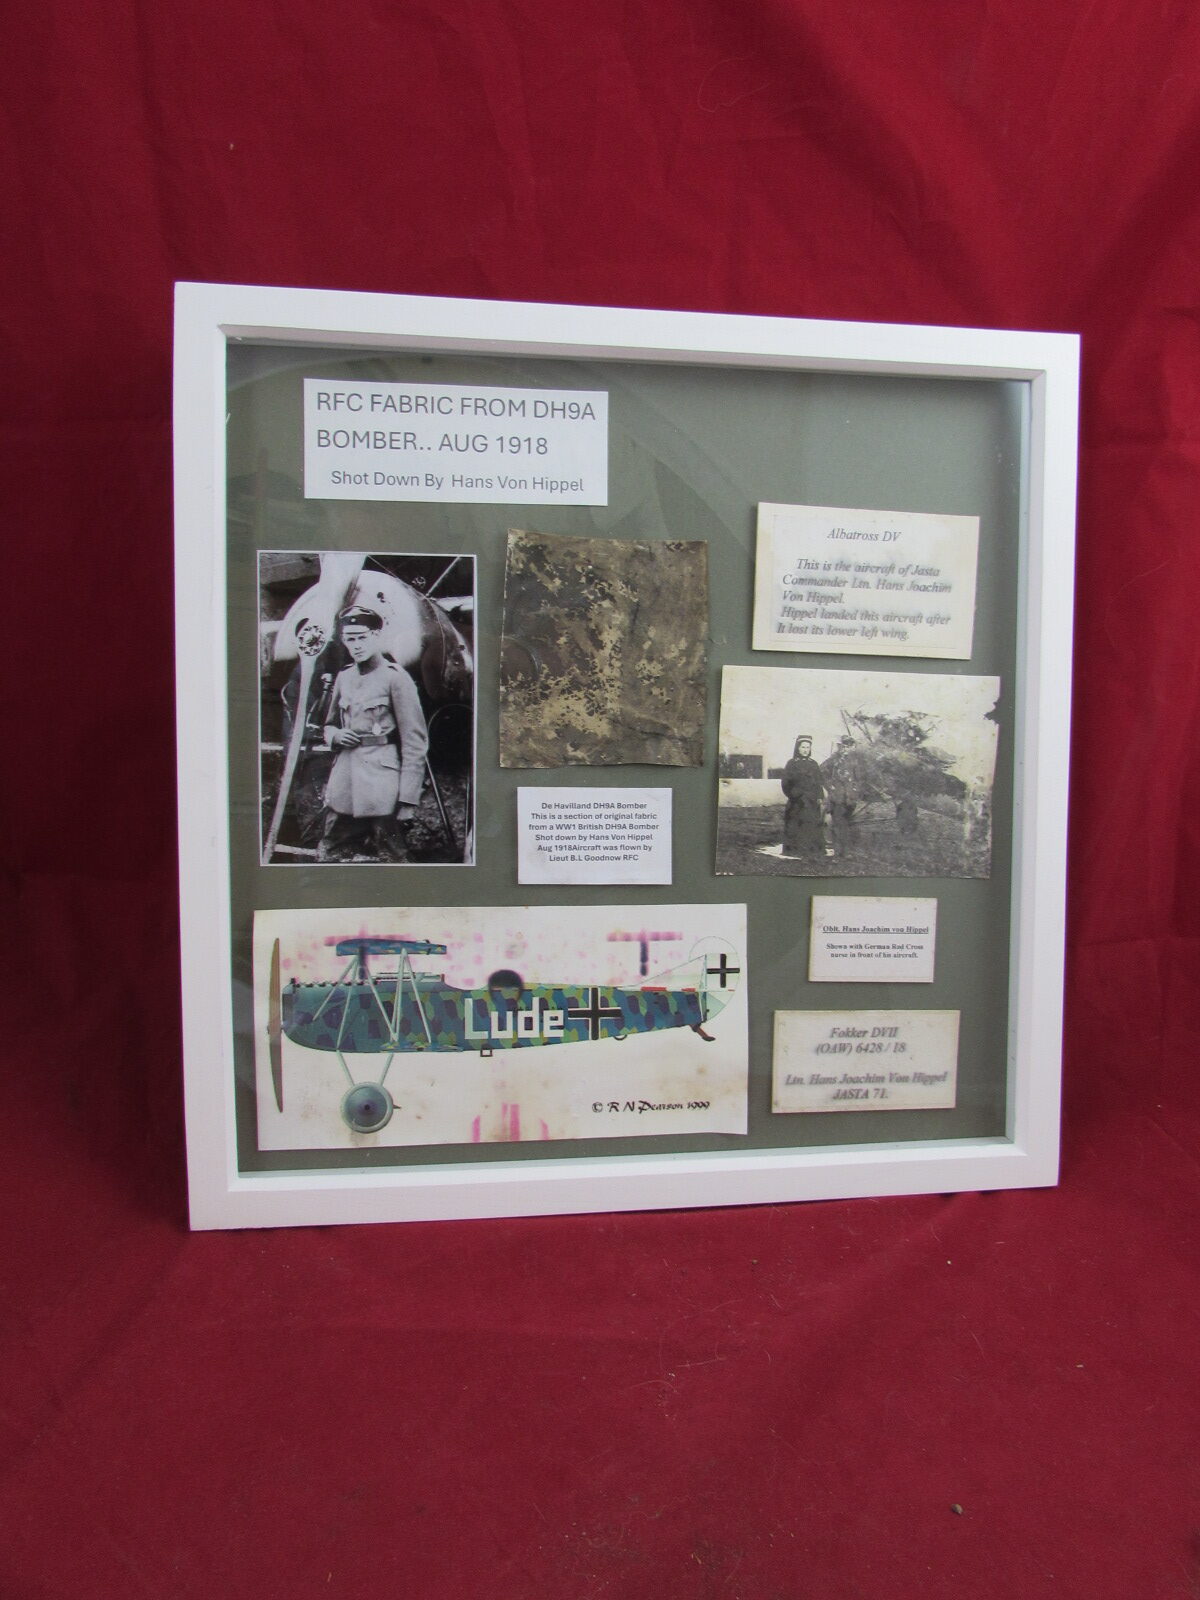 RFC FABRIC FROM DH9A
BOMBER.. AUG 1918
Shot Down By Hans Von Hippel
Albatross DV
This is the aircraft of Jasta
Commander Ltn. Hans Joachim
Von Hippel.
Hippel landed this aircraft after
It lost its lower left wing.
De Havilland DH9A Bomber
This is a section of original fabric
from a WW1 British DH9A Bomber
Shot down by Hans Von Hippel
Aug 1918Aircraft was flown by
Lieut B.L Goodnow RFC
Oblt. Hans Joachim von Hippel
Shown with German Red Cross
nurse in front of his aircraft.
Lude
© R N Pearson 1999
Fokker DVII
(OAW) 6428 / 18
Ltn. Hans Joachim Von Hippel
JASTA 71.